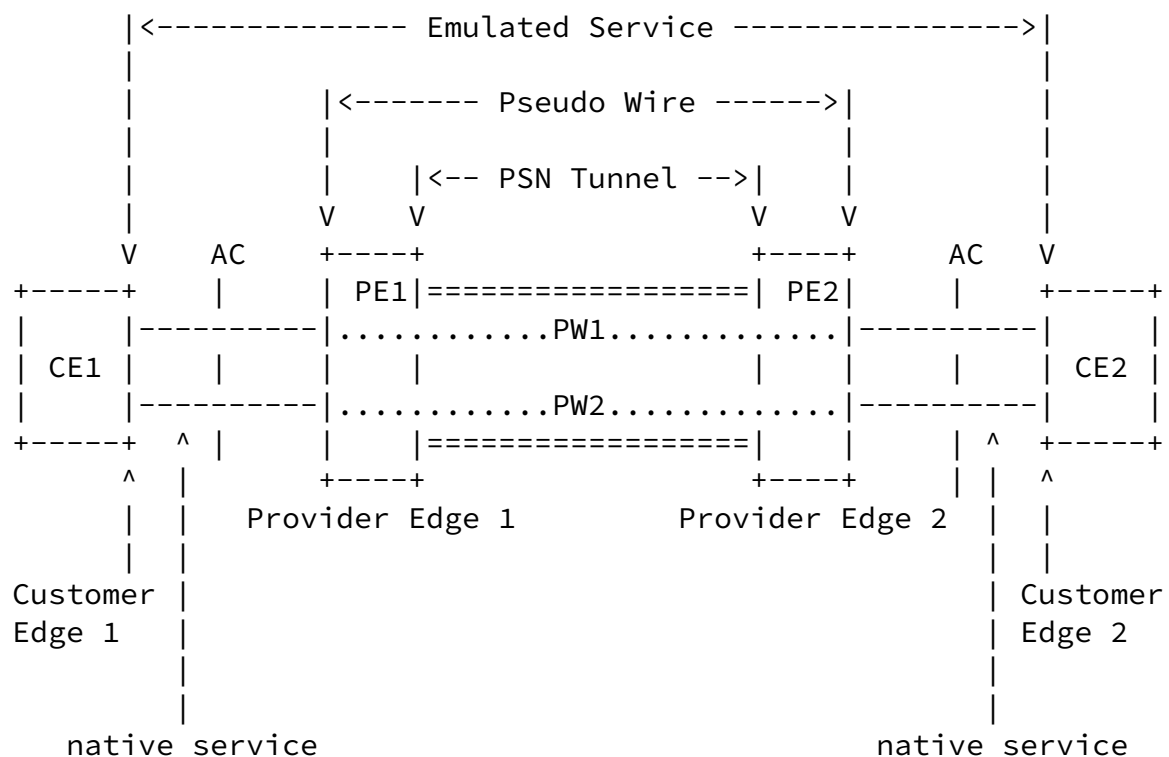 |<------------- Emulated Service --------------->|
|<------- Pseudo Wire ------>|
|<-- PSN Tunnel -->|
V V V V
V AC +----+ +----+ AC V
+-----+ | | PE1|==================| PE2| | +-----+
| |----------|............PW1.............|----------| |
| CE1 | | | | | | | | CE2 |
| |----------|............PW2.............|----------| |
+-----+ ^ | | |==================| | | ^ +-----+
^ | +----+ +----+ | | ^
| | Provider Edge 1 Provider Edge 2 | |
Customer | | Customer
Edge 1 | | Edge 2
native service native service